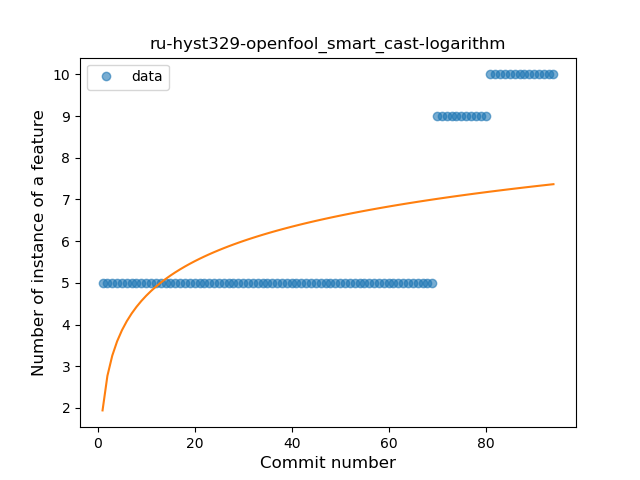 ru-hyst329-openfool_smart_cast-logarithm
data
Number of instance of a feature
10
9
8
7
6
5
4
3
2
0 20 40 60 80
Commit number